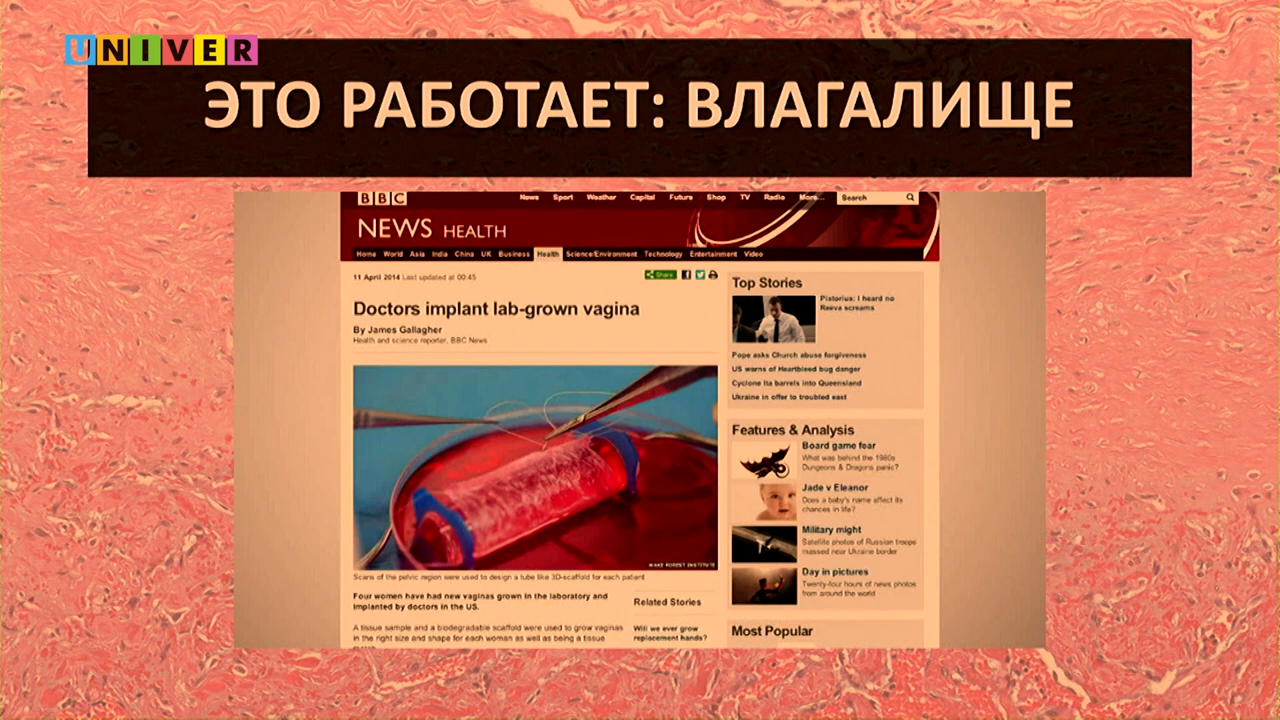 UNIVER
ЭТО РАБОТАЕТ: ВЛАГАЛИЩЕ
BBC
News Sport Weather Capital Future Shop TV Radio More... Search
NEWS HEALTH
Home World Asia India China UK Business Health Science/Environment Technology Entertainment Video
11 April 2014 Last updated at 00:45
Share
Doctors implant lab-grown vagina
By James Gallagher
Health and science reporter, BBC News
WAKE FOREST INSTITUTE
Scans of the pelvic region were used to design a tube like 3D-scaffold for each patient
Four women have had new vaginas grown in the laboratory and
implanted by doctors in the US.
A tissue sample and a biodegradable scaffold were used to grow vaginas
in the right size and shape for each woman as well as being a tissue
Related Stories
Will we ever grow
replacement hands?
Top Stories
Pistorius: I heard no
Reeva screams
Pope asks Church abuse forgiveness
US warns of Heartbleed bug danger
Cyclone Ita barrels into Queensland
Ukraine in offer to troubled east
Features & Analysis
Board game fear
What was behind the 1980s
Dungeons & Dragons panic?
Jade v Eleanor
Does a baby's name affect its
chances in life?
Military might
Satellite photos of Russian troops
massed near Ukraine border
Day in pictures
Twenty-four hours of news photos
from around the world
Most Popular